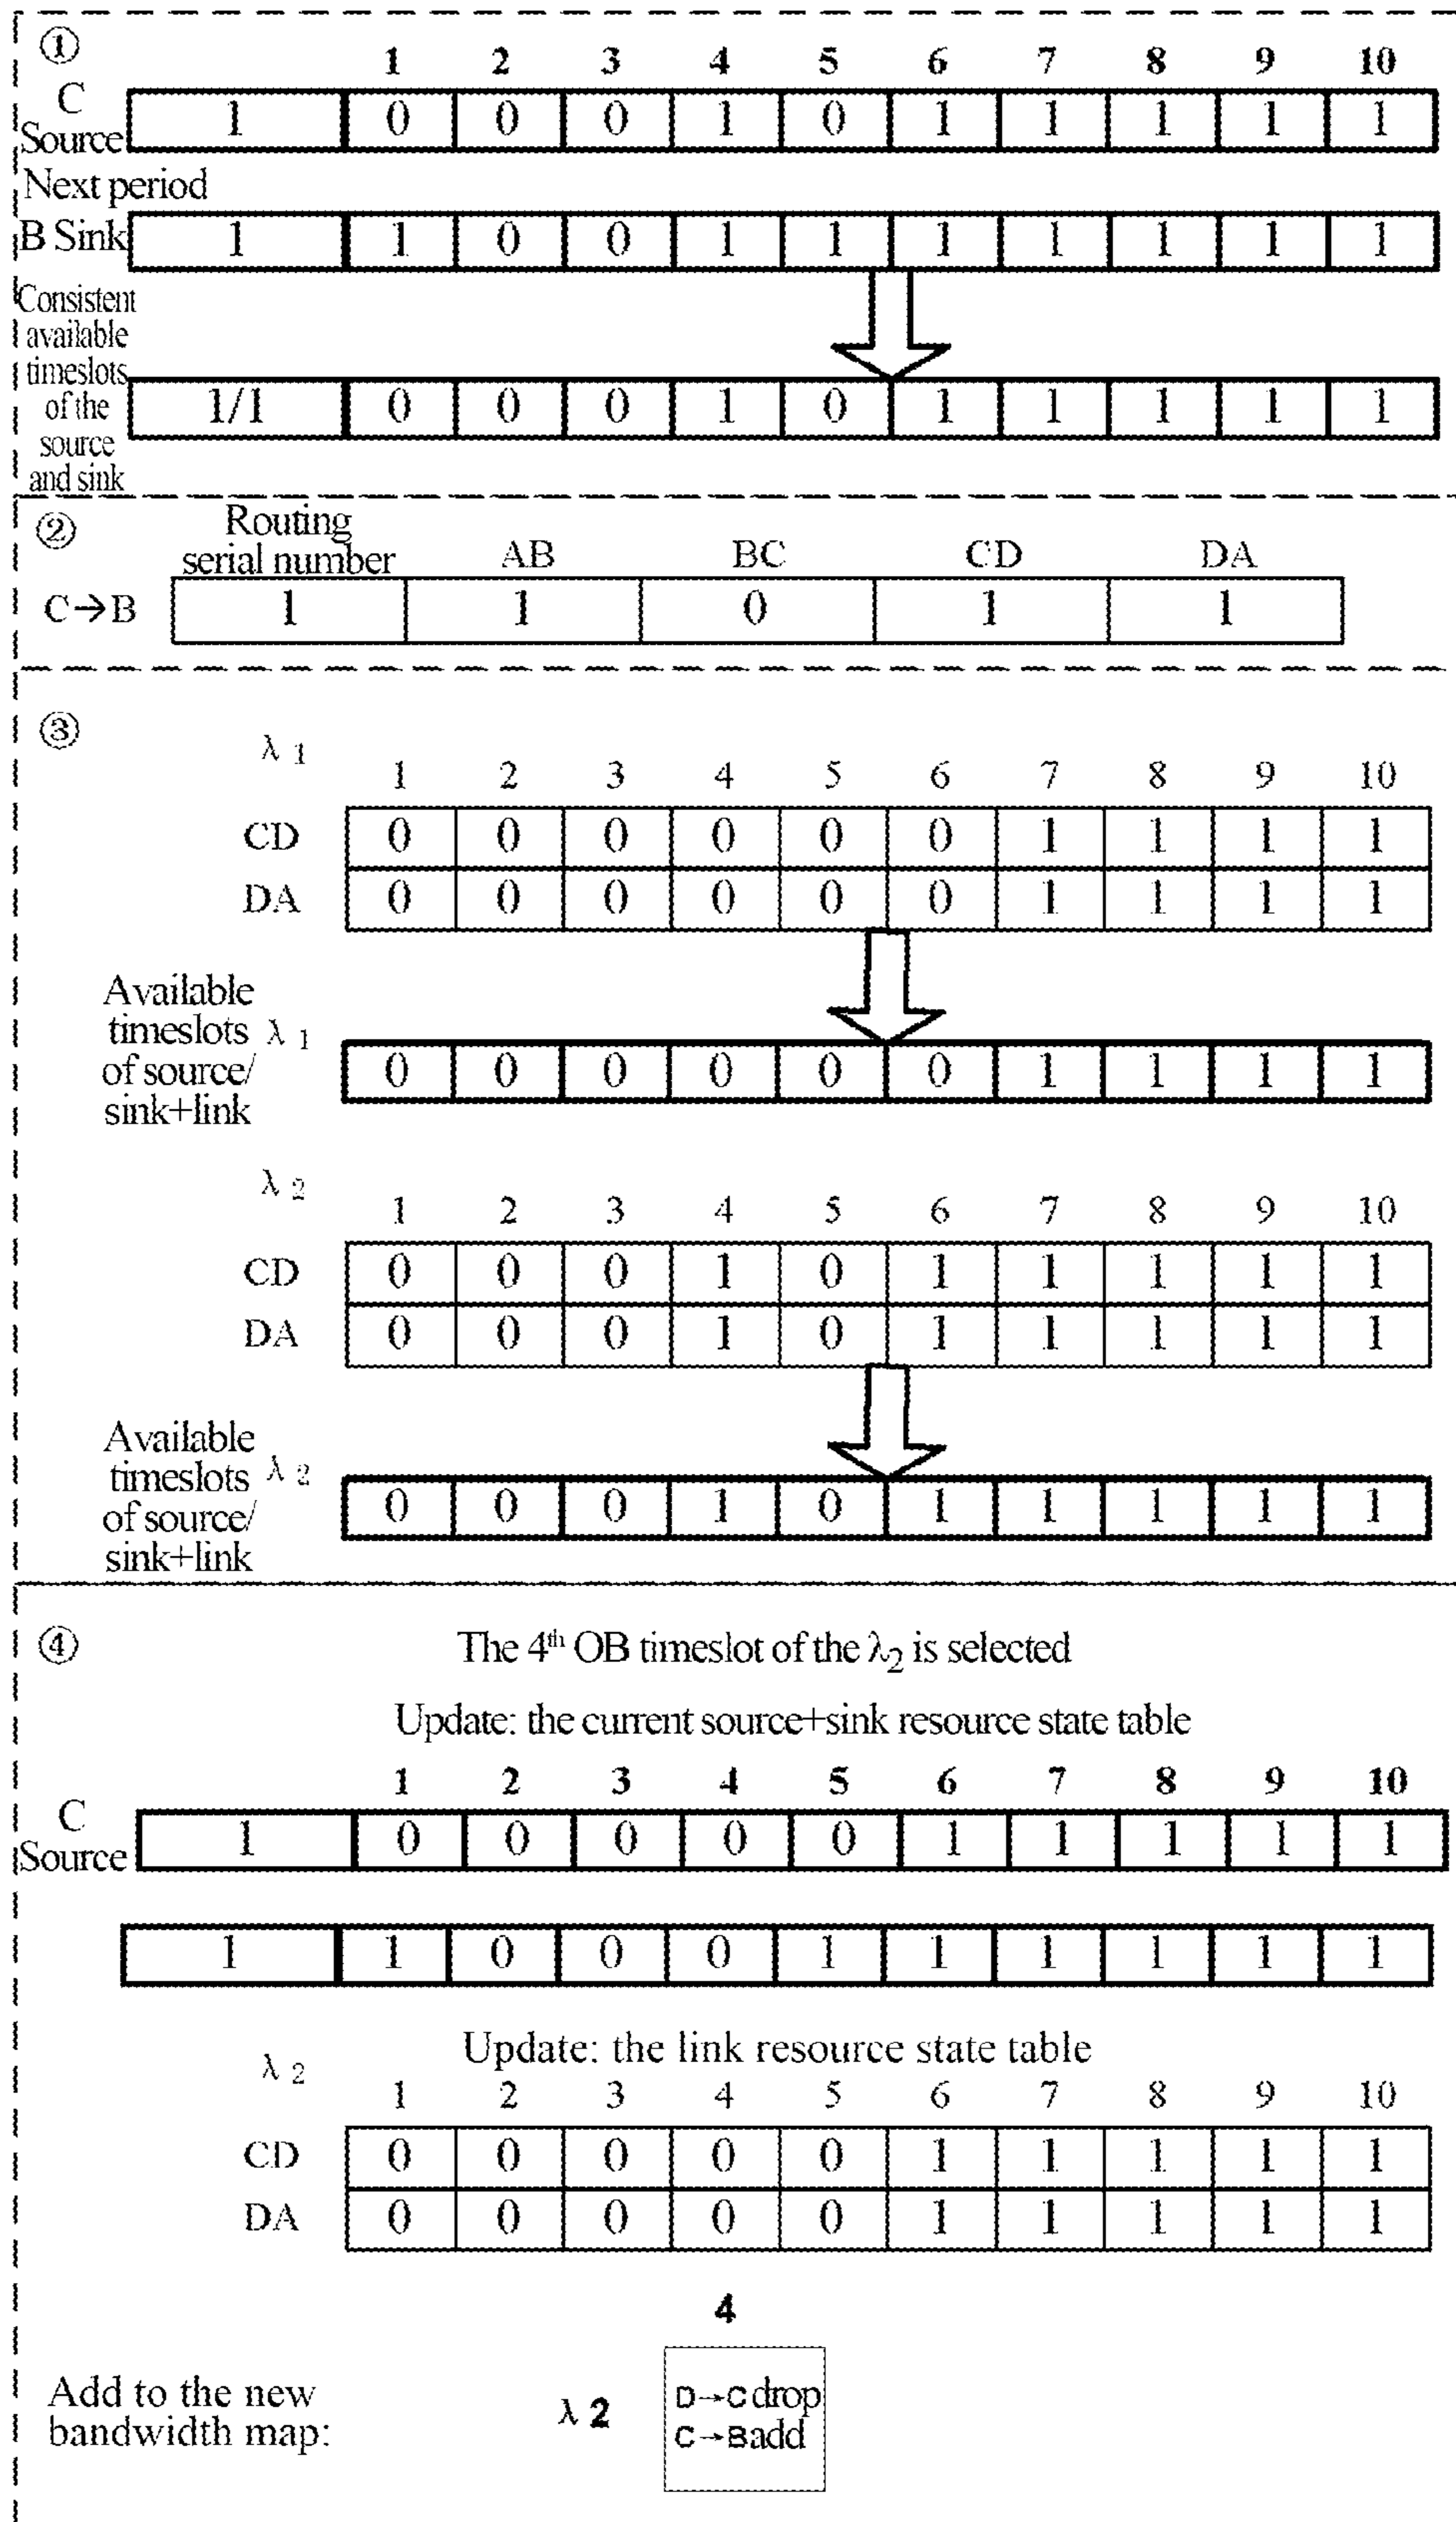 ①
1 2 3 4 5 6 7 8 9 10
C
Source
1 0 0 0 1 0 1 1 1 1 1
Next period
B Sink 1 1 0 0 1 1 1 1 1 1 1
Consistent
available
timeslots
of the
source
and sink
1/1 0 0 0 1 0 1 1 1 1 1
②
Routing
serial number AB BC CD DA
C→B 1 1 0 1 1
③
λ 1
1 2 3 4 5 6 7 8 9 10
CD 0 0 0 0 0 0 1 1 1 1
DA 0 0 0 0 0 0 1 1 1 1
Available
timeslots
of source/
sink+link
λ 1
0 0 0 0 0 0 1 1 1 1
λ 2
1 2 3 4 5 6 7 8 9 10
CD 0 0 0 1 0 1 1 1 1 1
DA 0 0 0 1 0 1 1 1 1 1
Available
timeslots
of source/
sink+link
λ 2
0 0 0 1 0 1 1 1 1 1
④
The 4th OB timeslot of the λ2 is selected
Update: the current source+sink resource state table
1 2 3 4 5 6 7 8 9 10
C
Source
1 0 0 0 0 0 1 1 1 1 1
1 1 0 0 0 1 1 1 1 1 1
Update: the link resource state table
λ 2
1 2 3 4 5 6 7 8 9 10
CD 0 0 0 0 0 1 1 1 1 1
DA 0 0 0 0 0 1 1 1 1 1
4
Add to the new
bandwidth map:
λ 2
D→C drop
C→B add